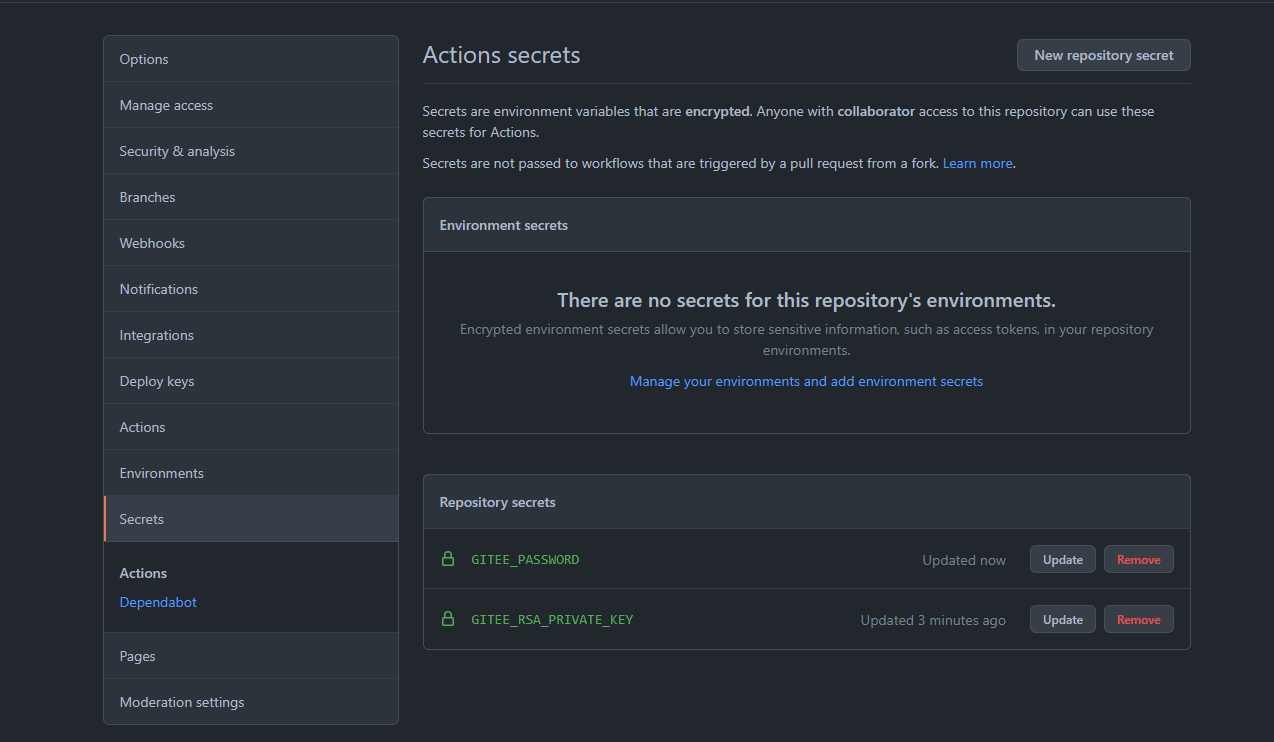 Options
Manage access
Security & analysis
Branches
Webhooks
Notifications
Integrations
Deploy keys
Actions
Environments
Secrets
Actions
Dependabot
Pages
Moderation settings
Actions secrets
New repository secret
Secrets are environment variables that are encrypted. Anyone with collaborator access to this repository can use these
secrets for Actions.
Secrets are not passed to workflows that are triggered by a pull request from a fork. Learn more.
Environment secrets
There are no secrets for this repository's environments.
Encrypted environment secrets allow you to store sensitive information, such as access tokens, in your repository
environments.
Manage your environments and add environment secrets
Repository secrets
GITEE_PASSWORD Updated now Update Remove
GITEE_RSA_PRIVATE_KEY Updated 3 minutes ago Update Remove